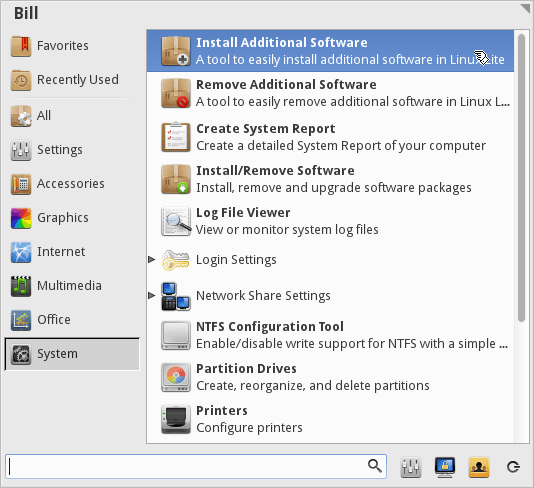 Bill
Favorites
Recently Used
All
Settings
Accessories
Graphics
Internet
Multimedia
Office
System
Install Additional Software
A tool to easily install additional software in Linux Lite
Remove Additional Software
A tool to easily remove additional software in Linux L...
Create System Report
Create a detailed System Report of your computer
Install/Remove Software
Install, remove and upgrade software packages
Log File Viewer
View or monitor system log files
Login Settings
Network Share Settings
NTFS Configuration Tool
Enable/disable write support for NTFS with a simple ...
Partition Drives
Create, reorganize, and delete partitions
Printers
Configure printers